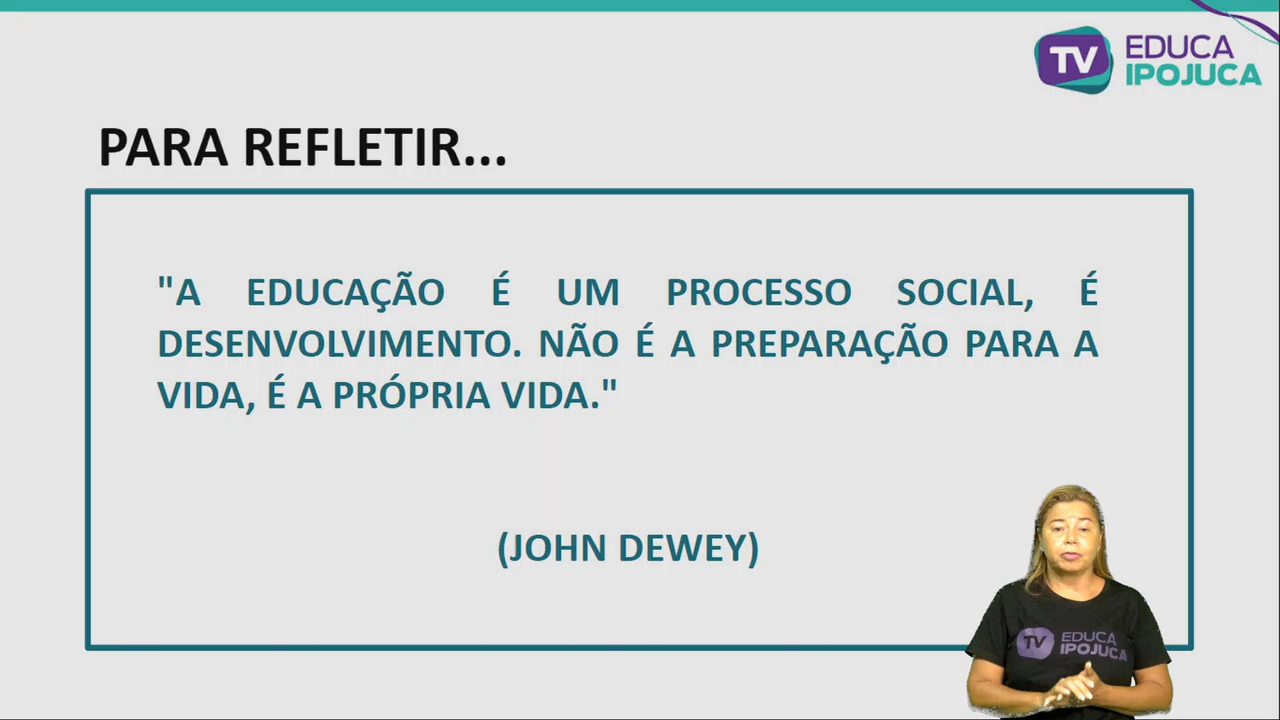 TV EDUCA
IPOJUCA
PARA REFLETIR...
"A EDUCAÇÃO É UM PROCESSO SOCIAL, É
DESENVOLVIMENTO. NÃO É A PREPARAÇÃO PARA A
VIDA, É A PRÓPRIA VIDA."
(JOHN DEWEY)
TV EDUCA
IPOJUCA